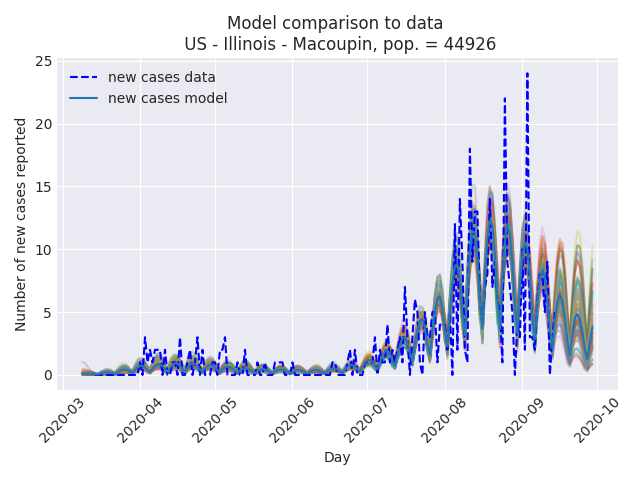 Model comparison to data
US - Illinois - Macoupin, pop. = 44926
new cases data
new cases model
Number of new cases reported
25
20
15
10
5
0
2020-03
2020-04
2020-05
2020-06
2020-07
2020-08
2020-09
2020-10
Day